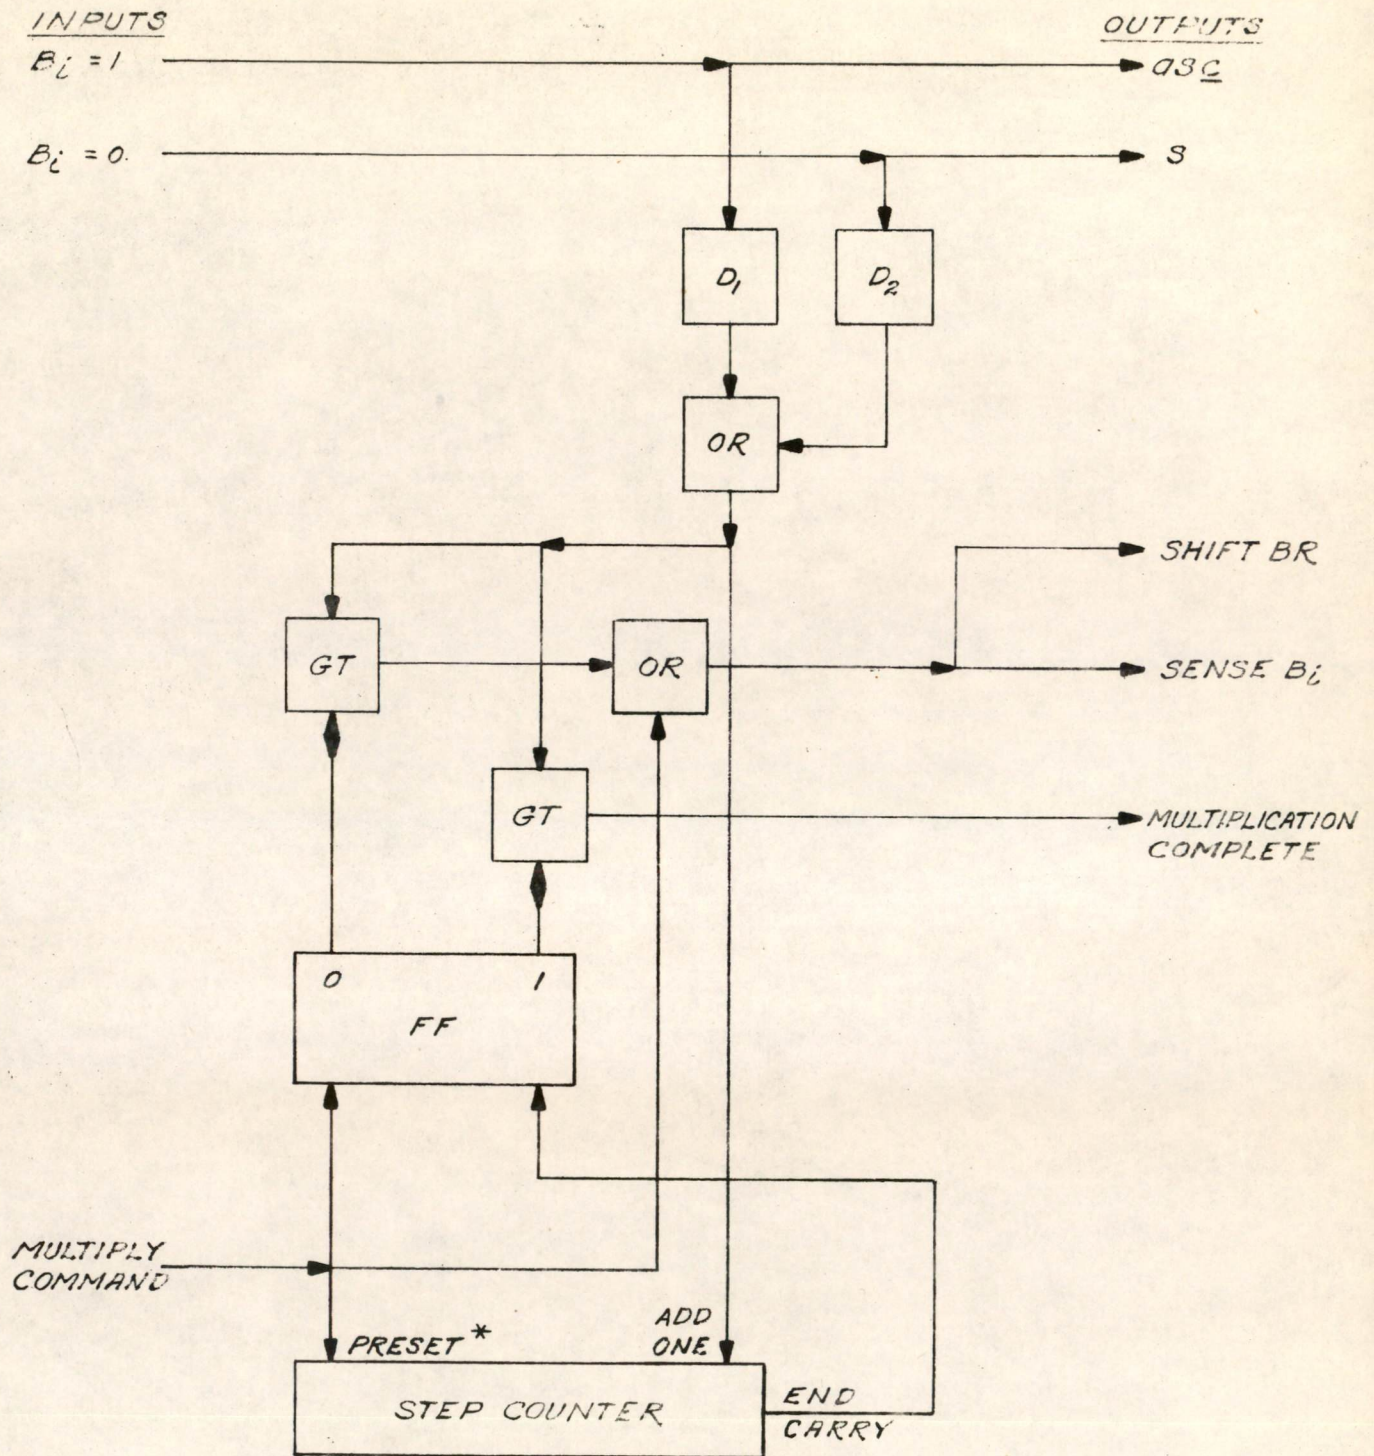 INPUTS
OUTPUTS
Bi = 1
asc
Bi = 0.
S
D1
D2
OR
SHIFT BR
GT
OR
SENSE Bi
GT
MULTIPLICATION
COMPLETE
0
1
FF
MULTIPLY
COMMAND
PRESET *
ADD
ONE
STEP COUNTER
END
CARRY